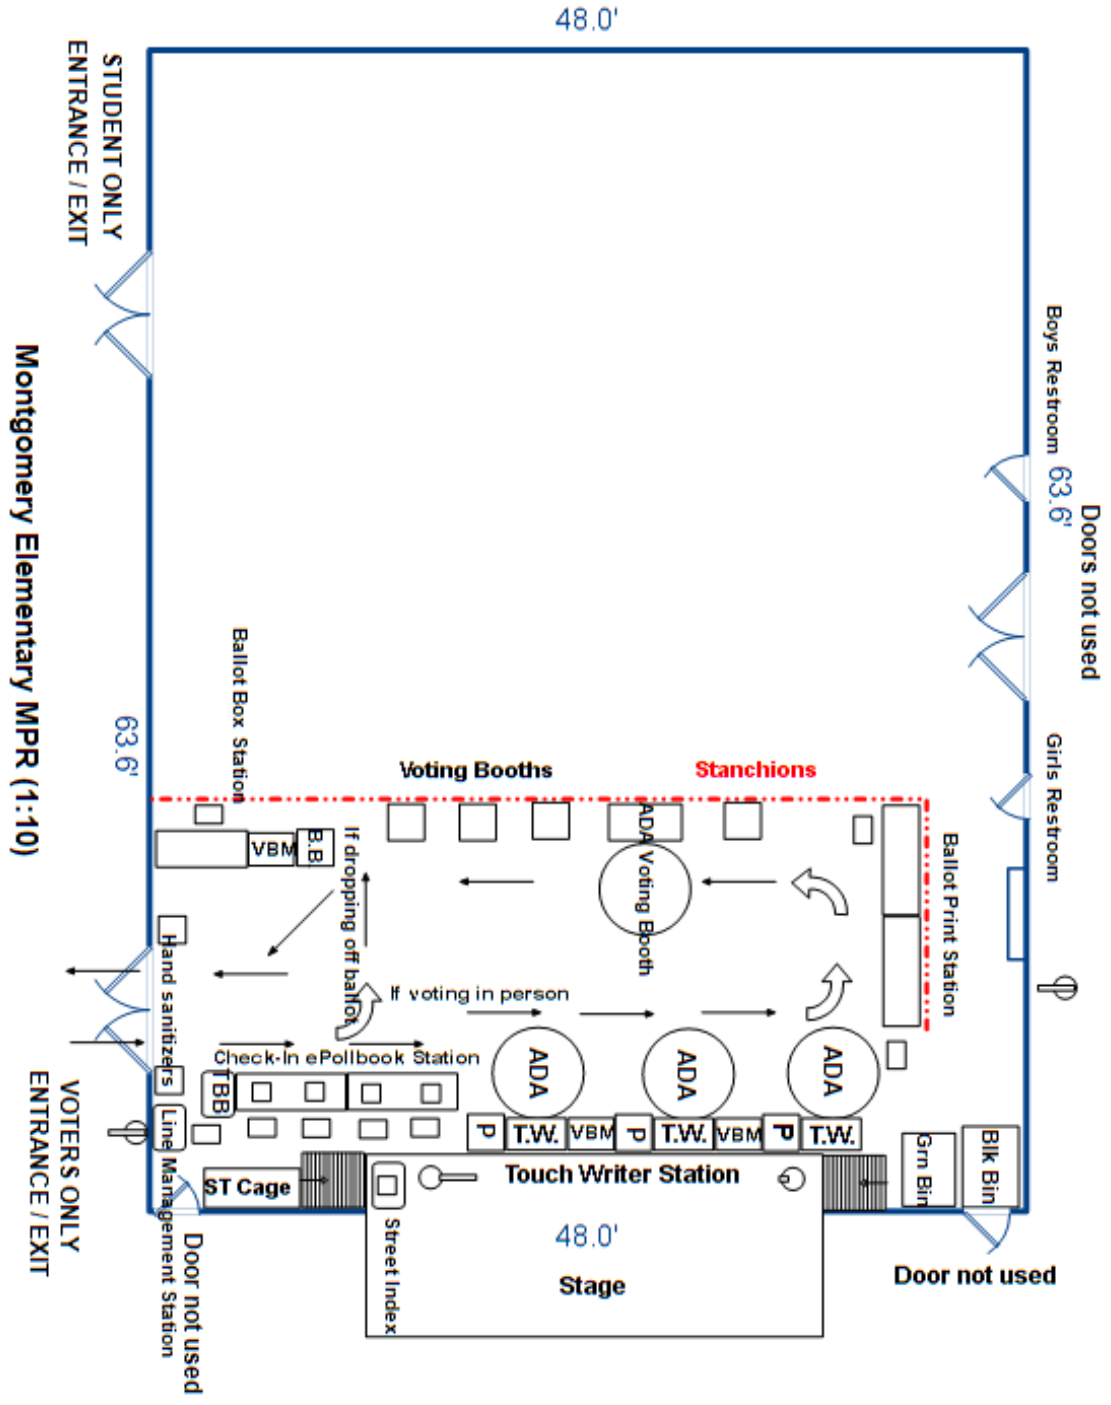 48.0'
STUDENT ONLY
ENTRANCE / EXIT
Boys Restroom
63.6'
Doors not used
Montgomery Elementary MPR (1:10)
63.6'
Ballot Box Station
Voting Booths
Stanchions
Girls Restroom
VBM
B.B.
If dropping off ballot
ADA Voting Booth
Ballot Print Station
Hand sanitizers
If voting in person
Check-In ePollbook Station
TBB
ADA
ADA
ADA
VOTERS ONLY
ENTRANCE / EXIT
Line Management Station
P
T.W.
VBM
P
T.W.
VBM
P
T.W.
Grn Bin
Blk Bin
ST Cage
Touch Writer Station
Street Index
48.0'
Stage
Door not used
Door not used